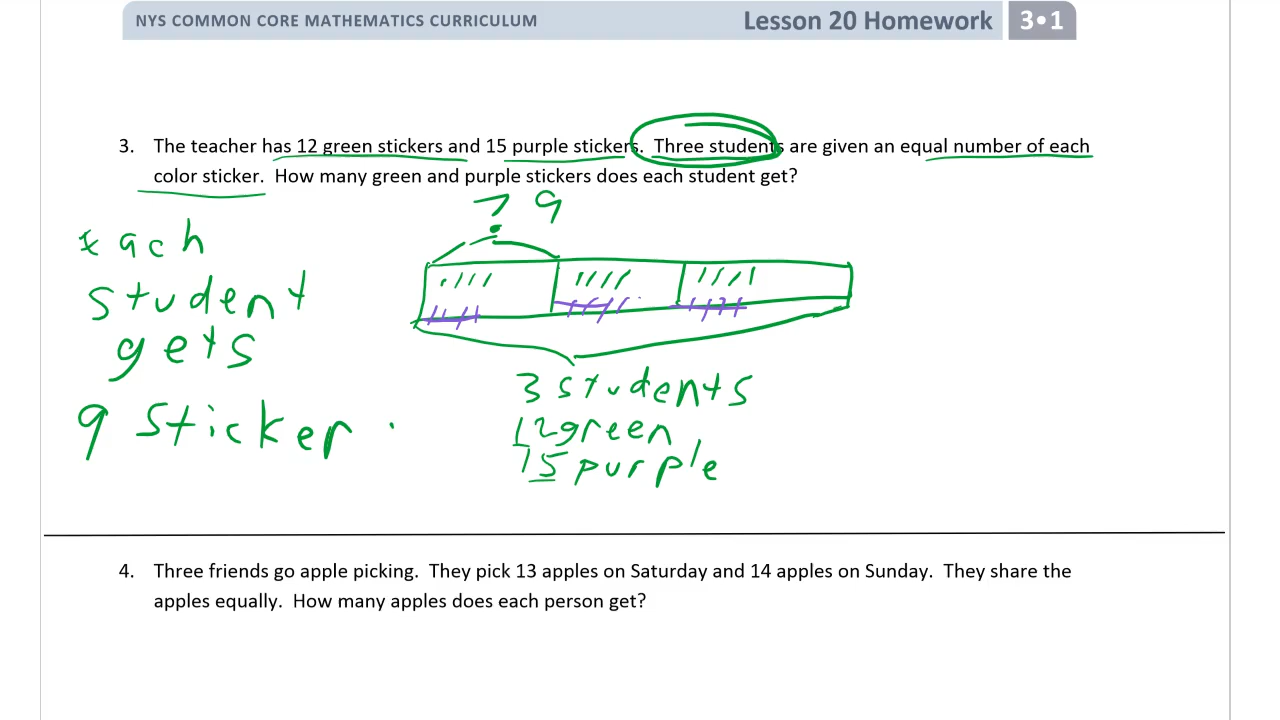 NYS COMMON CORE MATHEMATICS CURRICULUM
Lesson 20 Homework 3•1
3. The teacher has 12 green stickers and 15 purple stickers. Three students are given an equal number of each
color sticker. How many green and purple stickers does each student get?
? 9
Each
student
gets
9 sticker.
3 students
12 green
15 purple
4. Three friends go apple picking. They pick 13 apples on Saturday and 14 apples on Sunday. They share the
apples equally. How many apples does each person get?